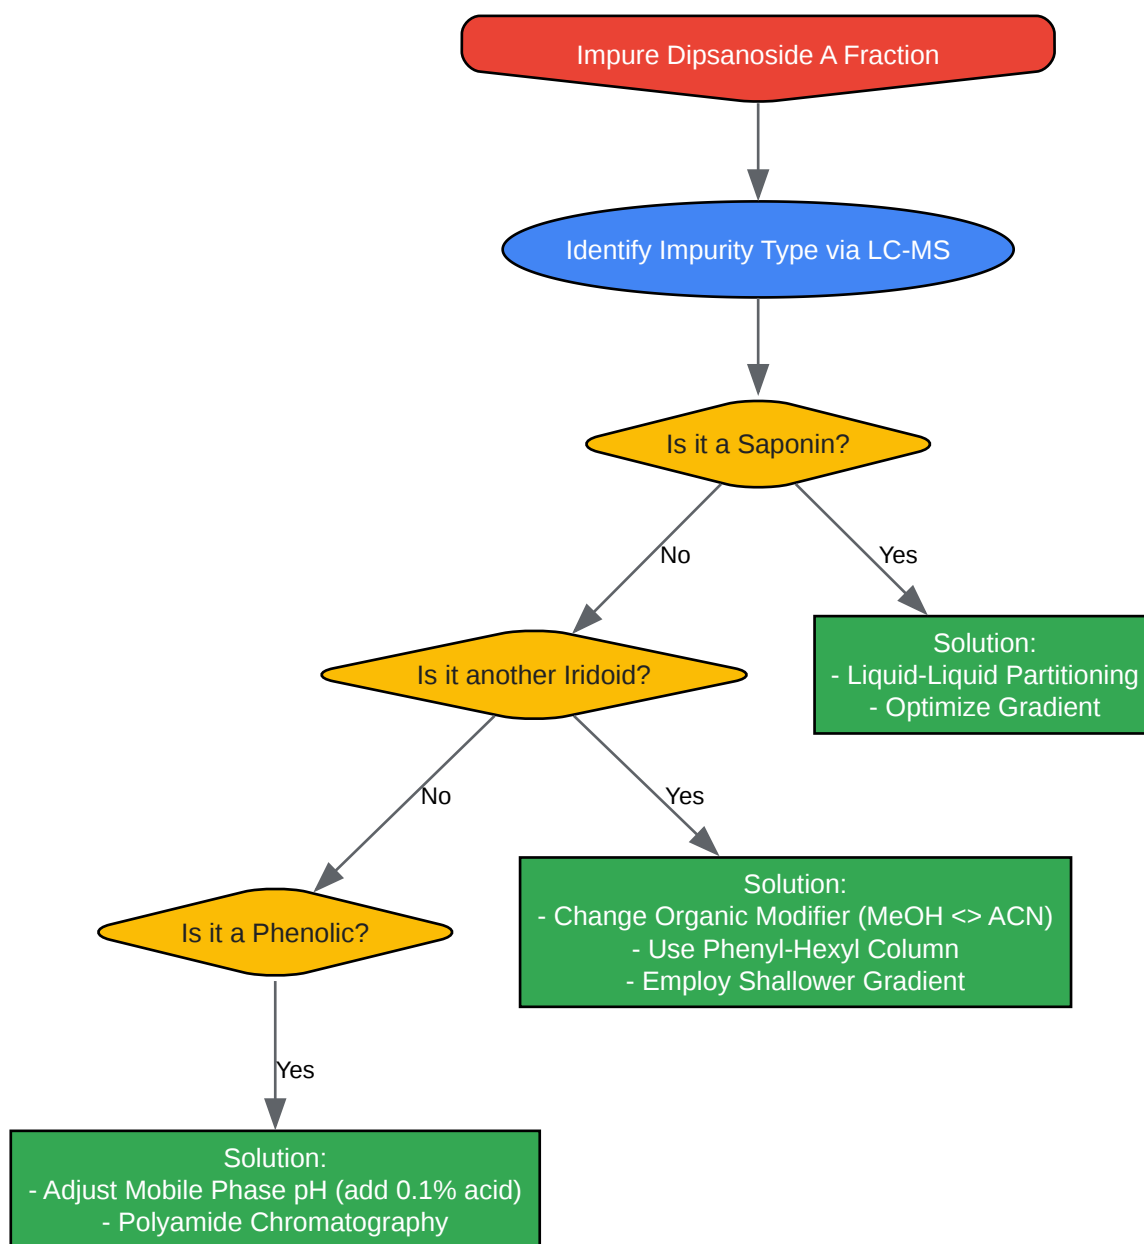 Impure Dipsanoside A Fraction
Identify Impurity Type via LC-MS
Is it a Saponin?
No
Yes
Solution:
- Liquid-Liquid Partitioning
- Optimize Gradient
Is it another Iridoid?
No
Yes
Solution:
- Change Organic Modifier (MeOH <> ACN)
- Use Phenyl-Hexyl Column
- Employ Shallower Gradient
Is it a Phenolic?
Yes
Solution:
- Adjust Mobile Phase pH (add 0.1% acid)
- Polyamide Chromatography